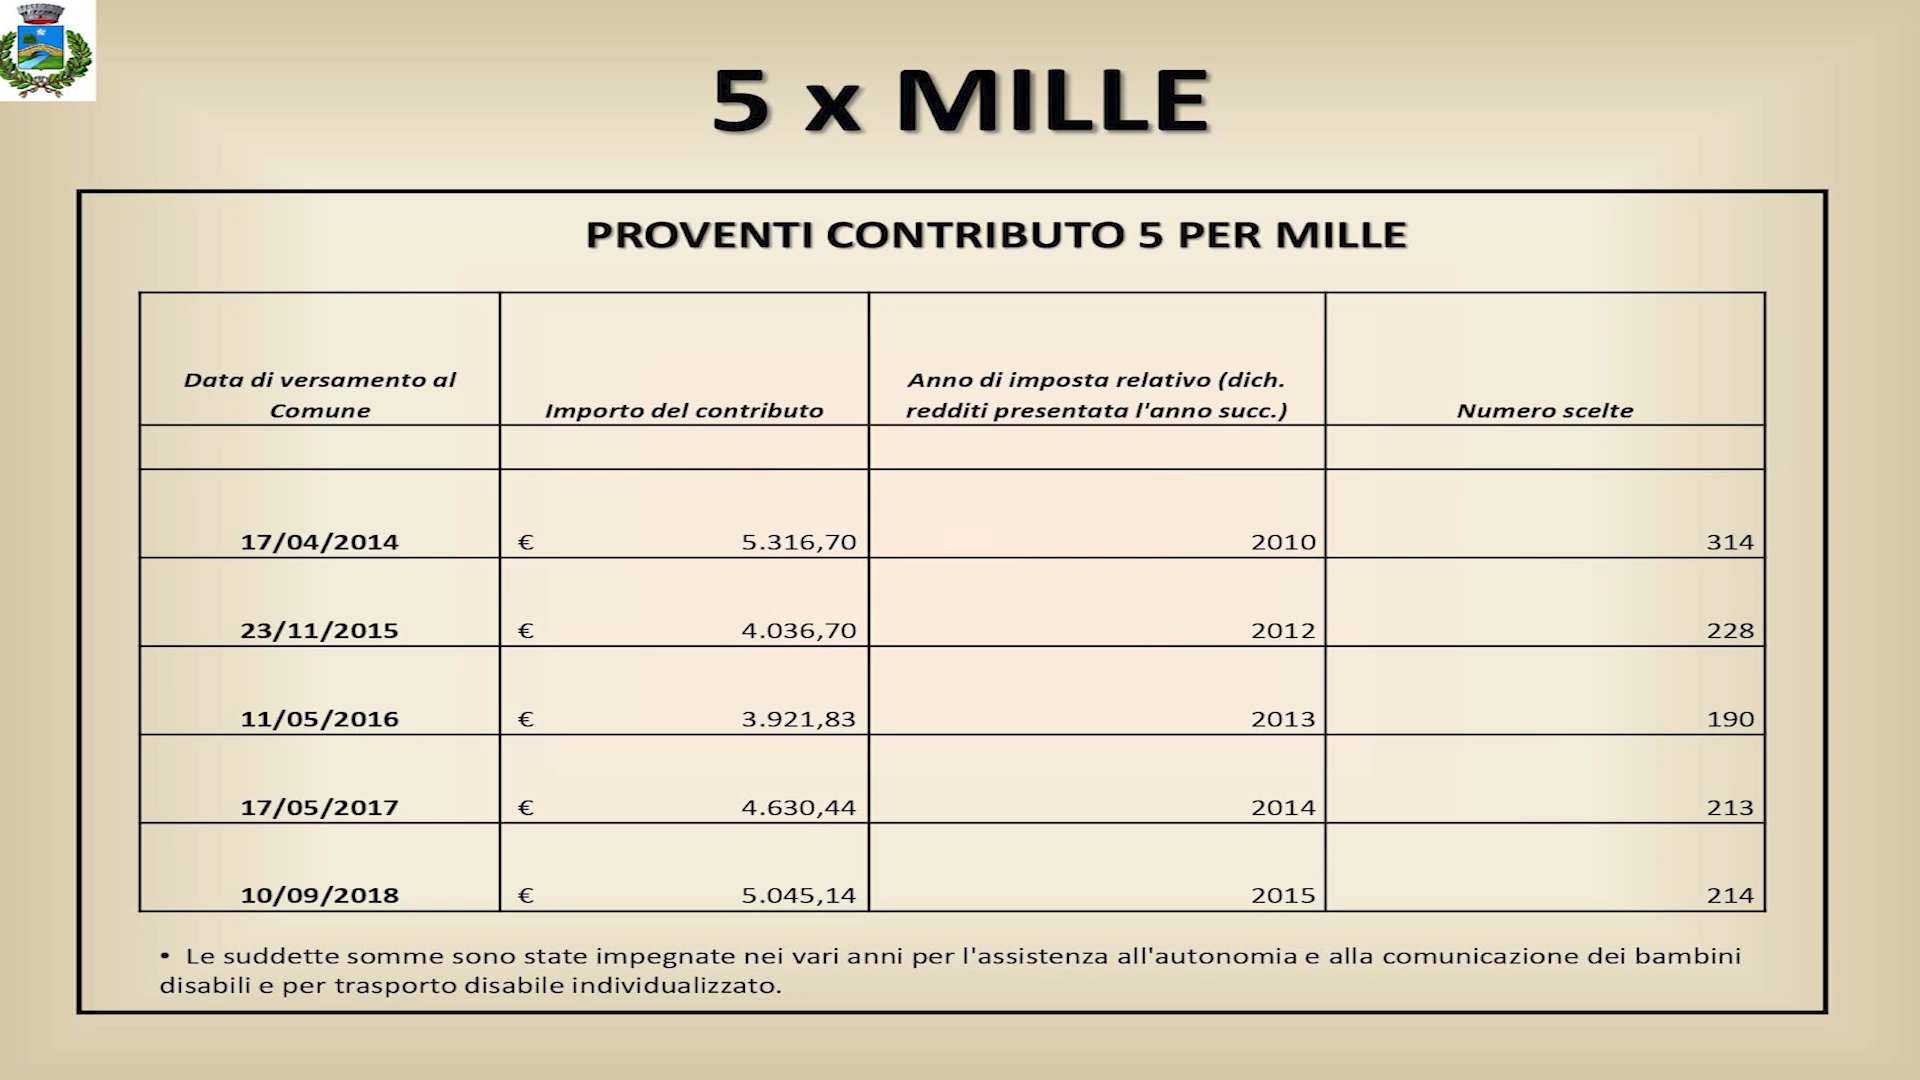 5 x MILLE
PROVENTI CONTRIBUTO 5 PER MILLE
Data di versamento al
Comune
Importo del contributo
Anno di imposta relativo (dich.
redditi presentata l'anno succ.)
Numero scelte
17/04/2014 € 5.316,70 2010 314
23/11/2015 € 4.036,70 2012 228
11/05/2016 € 3.921,83 2013 190
17/05/2017 € 4.630,44 2014 213
10/09/2018 € 5.045,14 2015 214
• Le suddette somme sono state impegnate nei vari anni per l'assistenza all'autonomia e alla comunicazione dei bambini
disabili e per trasporto disabile individualizzato.